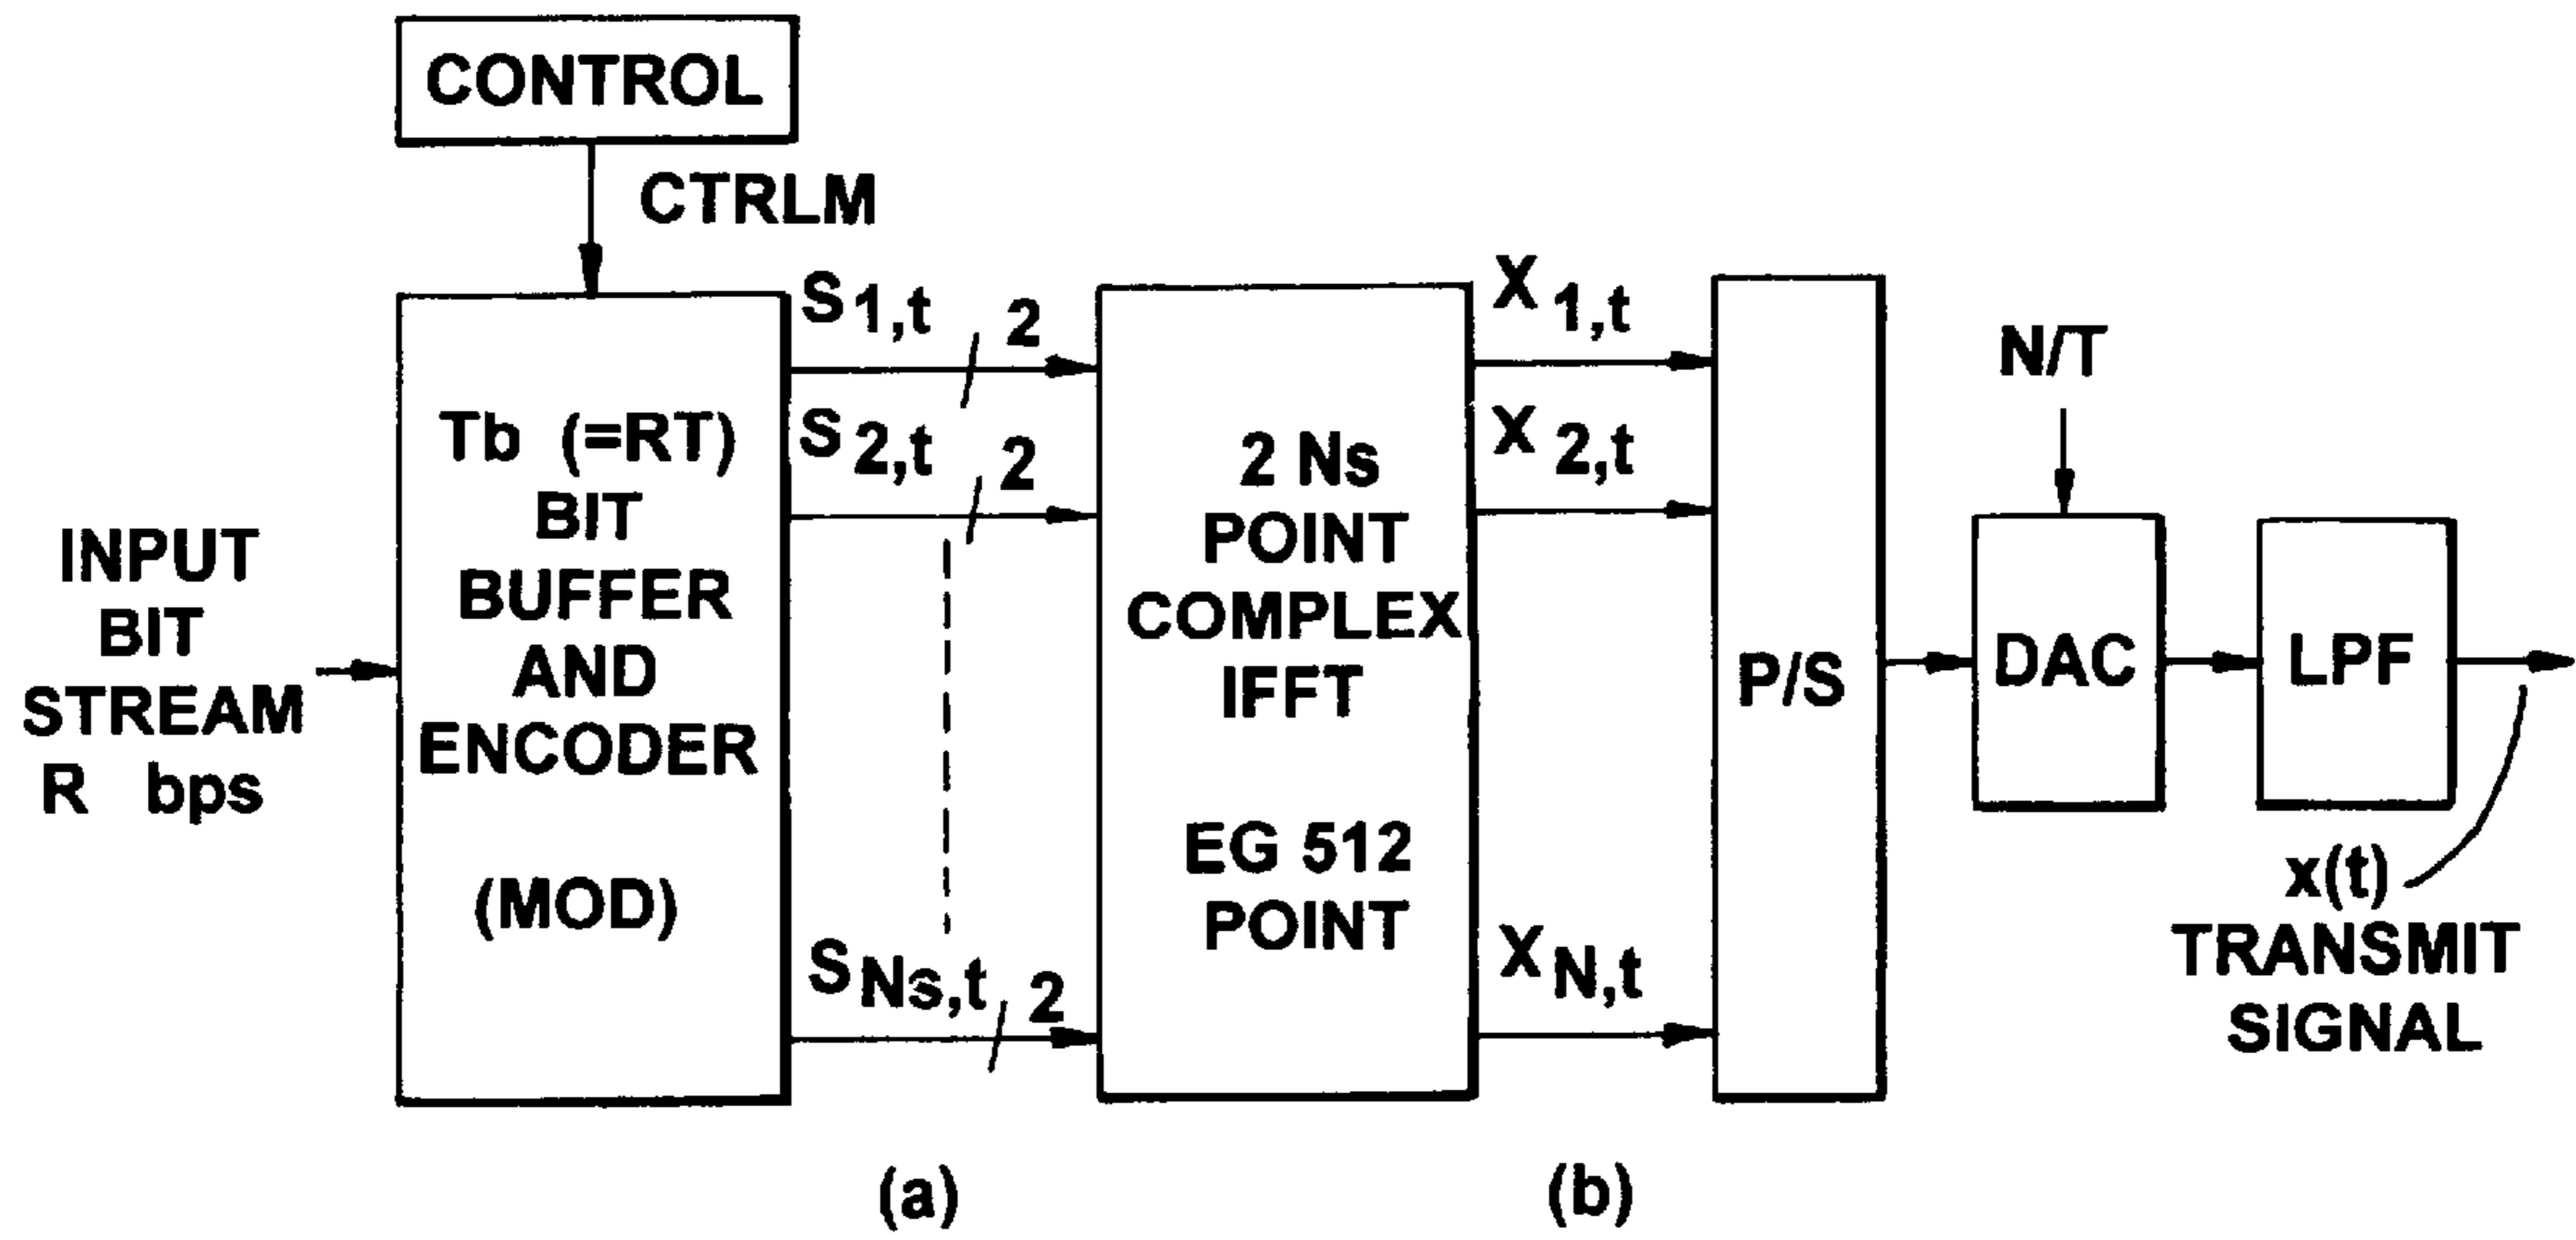 CONTROL
CTRLM
INPUT
BIT
STREAM
R bps
Tb (=RT)
BIT
BUFFER
AND
ENCODER
(MOD)
S1,t
2
S2,t
2
SNs,t
2
2 Ns
POINT
COMPLEX
IFFT
EG 512
POINT
X1,t
X2,t
XN,t
P/S
N/T
DAC
LPF
x(t)
TRANSMIT
SIGNAL
(a)
(b)